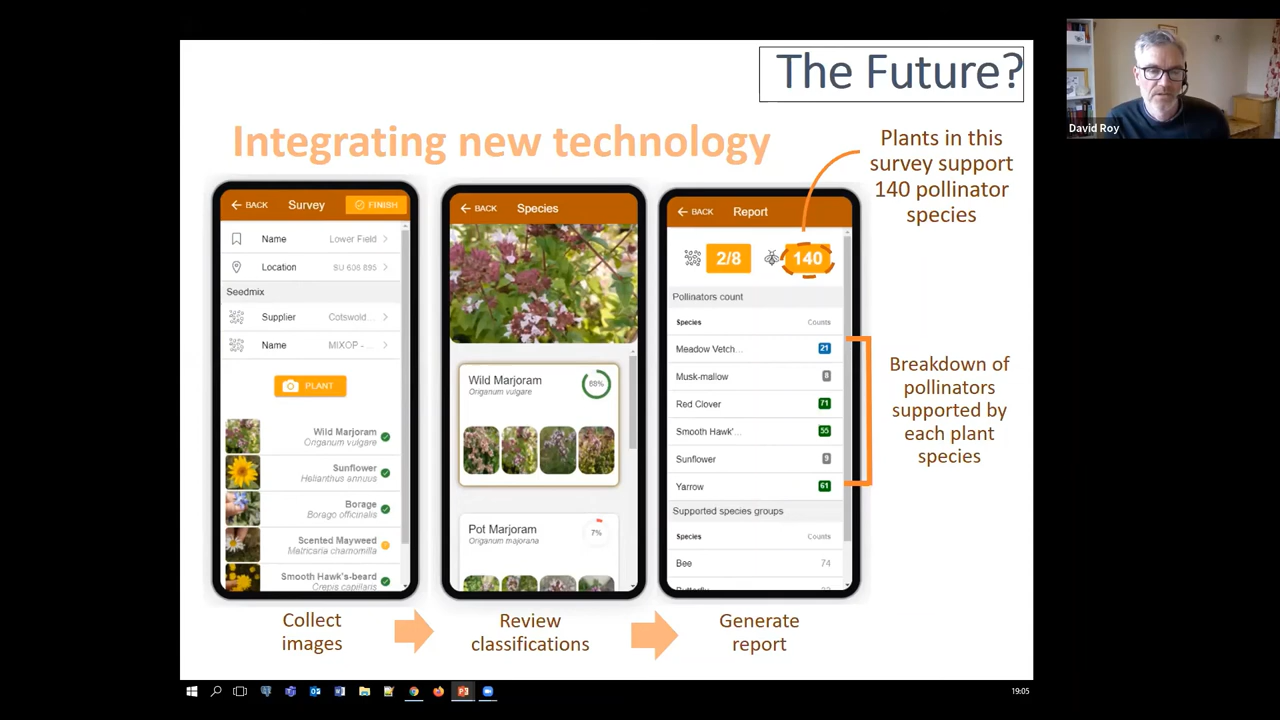 The Future?
David Roy
Integrating new technology
Plants in this
survey support
140 pollinator
species
BACK Survey FINISH
Name Lower Field
Location SU 606 895
Seedmix
Supplier Cotswold...
Name MIXOP - ...
PLANT
Wild Marjoram
Origanum vulgare
Sunflower
Helianthus annuus
Borage
Borago officinalis
Scented Mayweed
Matricaria chamomilla
Smooth Hawk's-beard
Crepis capillaris
BACK Species
Wild Marjoram
Origanum vulgare
88%
Pot Marjoram
Origanum majorana
7%
BACK Report
2/8 140
Pollinators count
Species Counts
Meadow Vetch... 21
Musk-mallow 8
Red Clover 71
Smooth Hawk'... 55
Sunflower 9
Yarrow 61
Supported species groups
Species Counts
Bee 74
Breakdown of
pollinators
supported by
each plant
species
Collect
images
Review
classifications
Generate
report
19:05